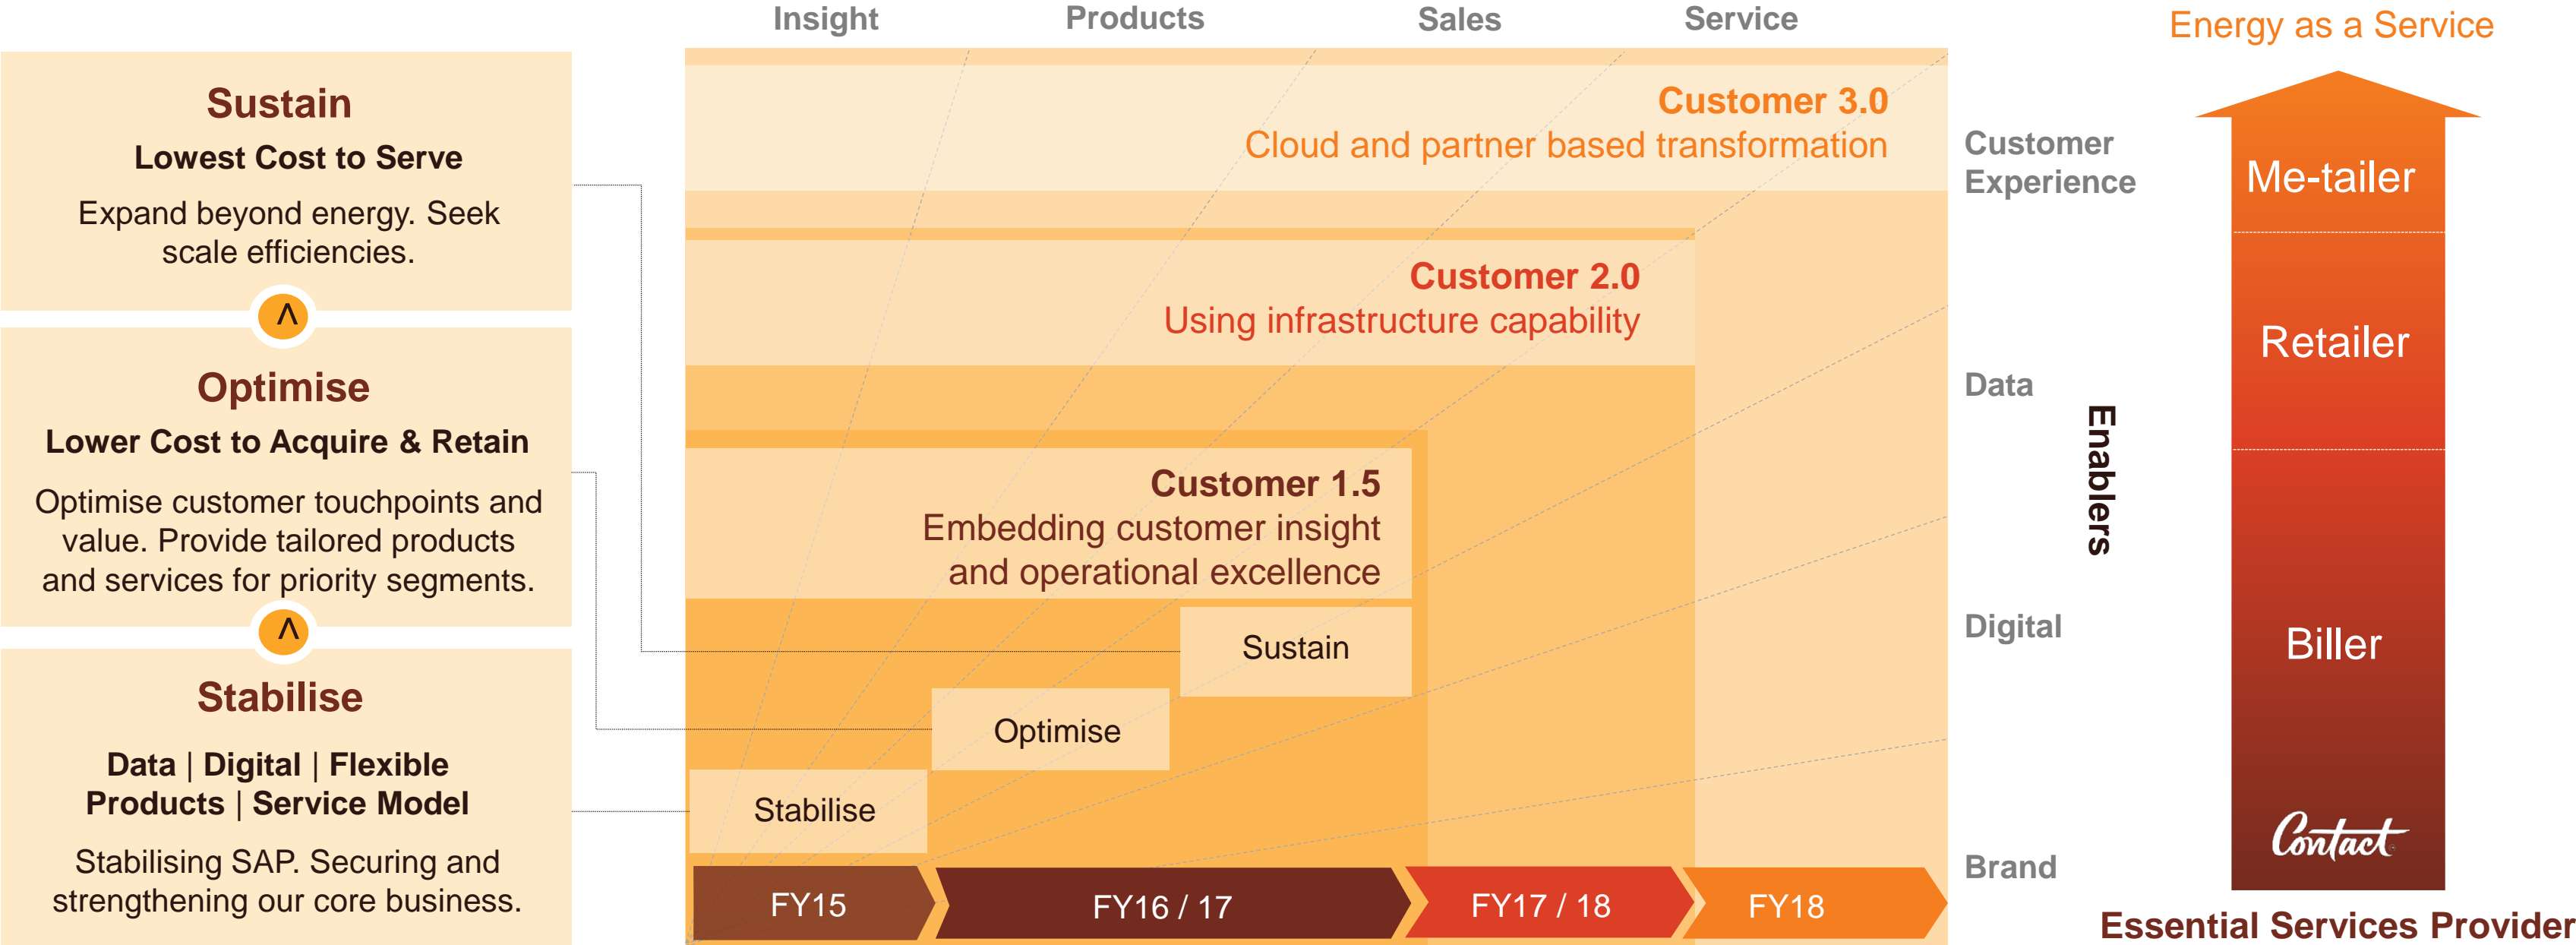 Insight
Products
Sales
Service
Energy as a Service
Sustain
Lowest Cost to Serve
Expand beyond energy. Seek
scale efficiencies.
^
Optimise
Lower Cost to Acquire & Retain
Optimise customer touchpoints and
value. Provide tailored products
and services for priority segments.
^
Stabilise
Data | Digital | Flexible
Products | Service Model
Stabilising SAP. Securing and
strengthening our core business.
Customer 3.0
Cloud and partner based transformation
Customer 2.0
Using infrastructure capability
Customer 1.5
Embedding customer insight
and operational excellence
Sustain
Optimise
Stabilise
FY15
FY16 / 17
FY17 / 18
FY18
Customer
Experience
Data
Digital
Brand
Enablers
Me-tailer
Retailer
Biller
Contact
Essential Services Provider